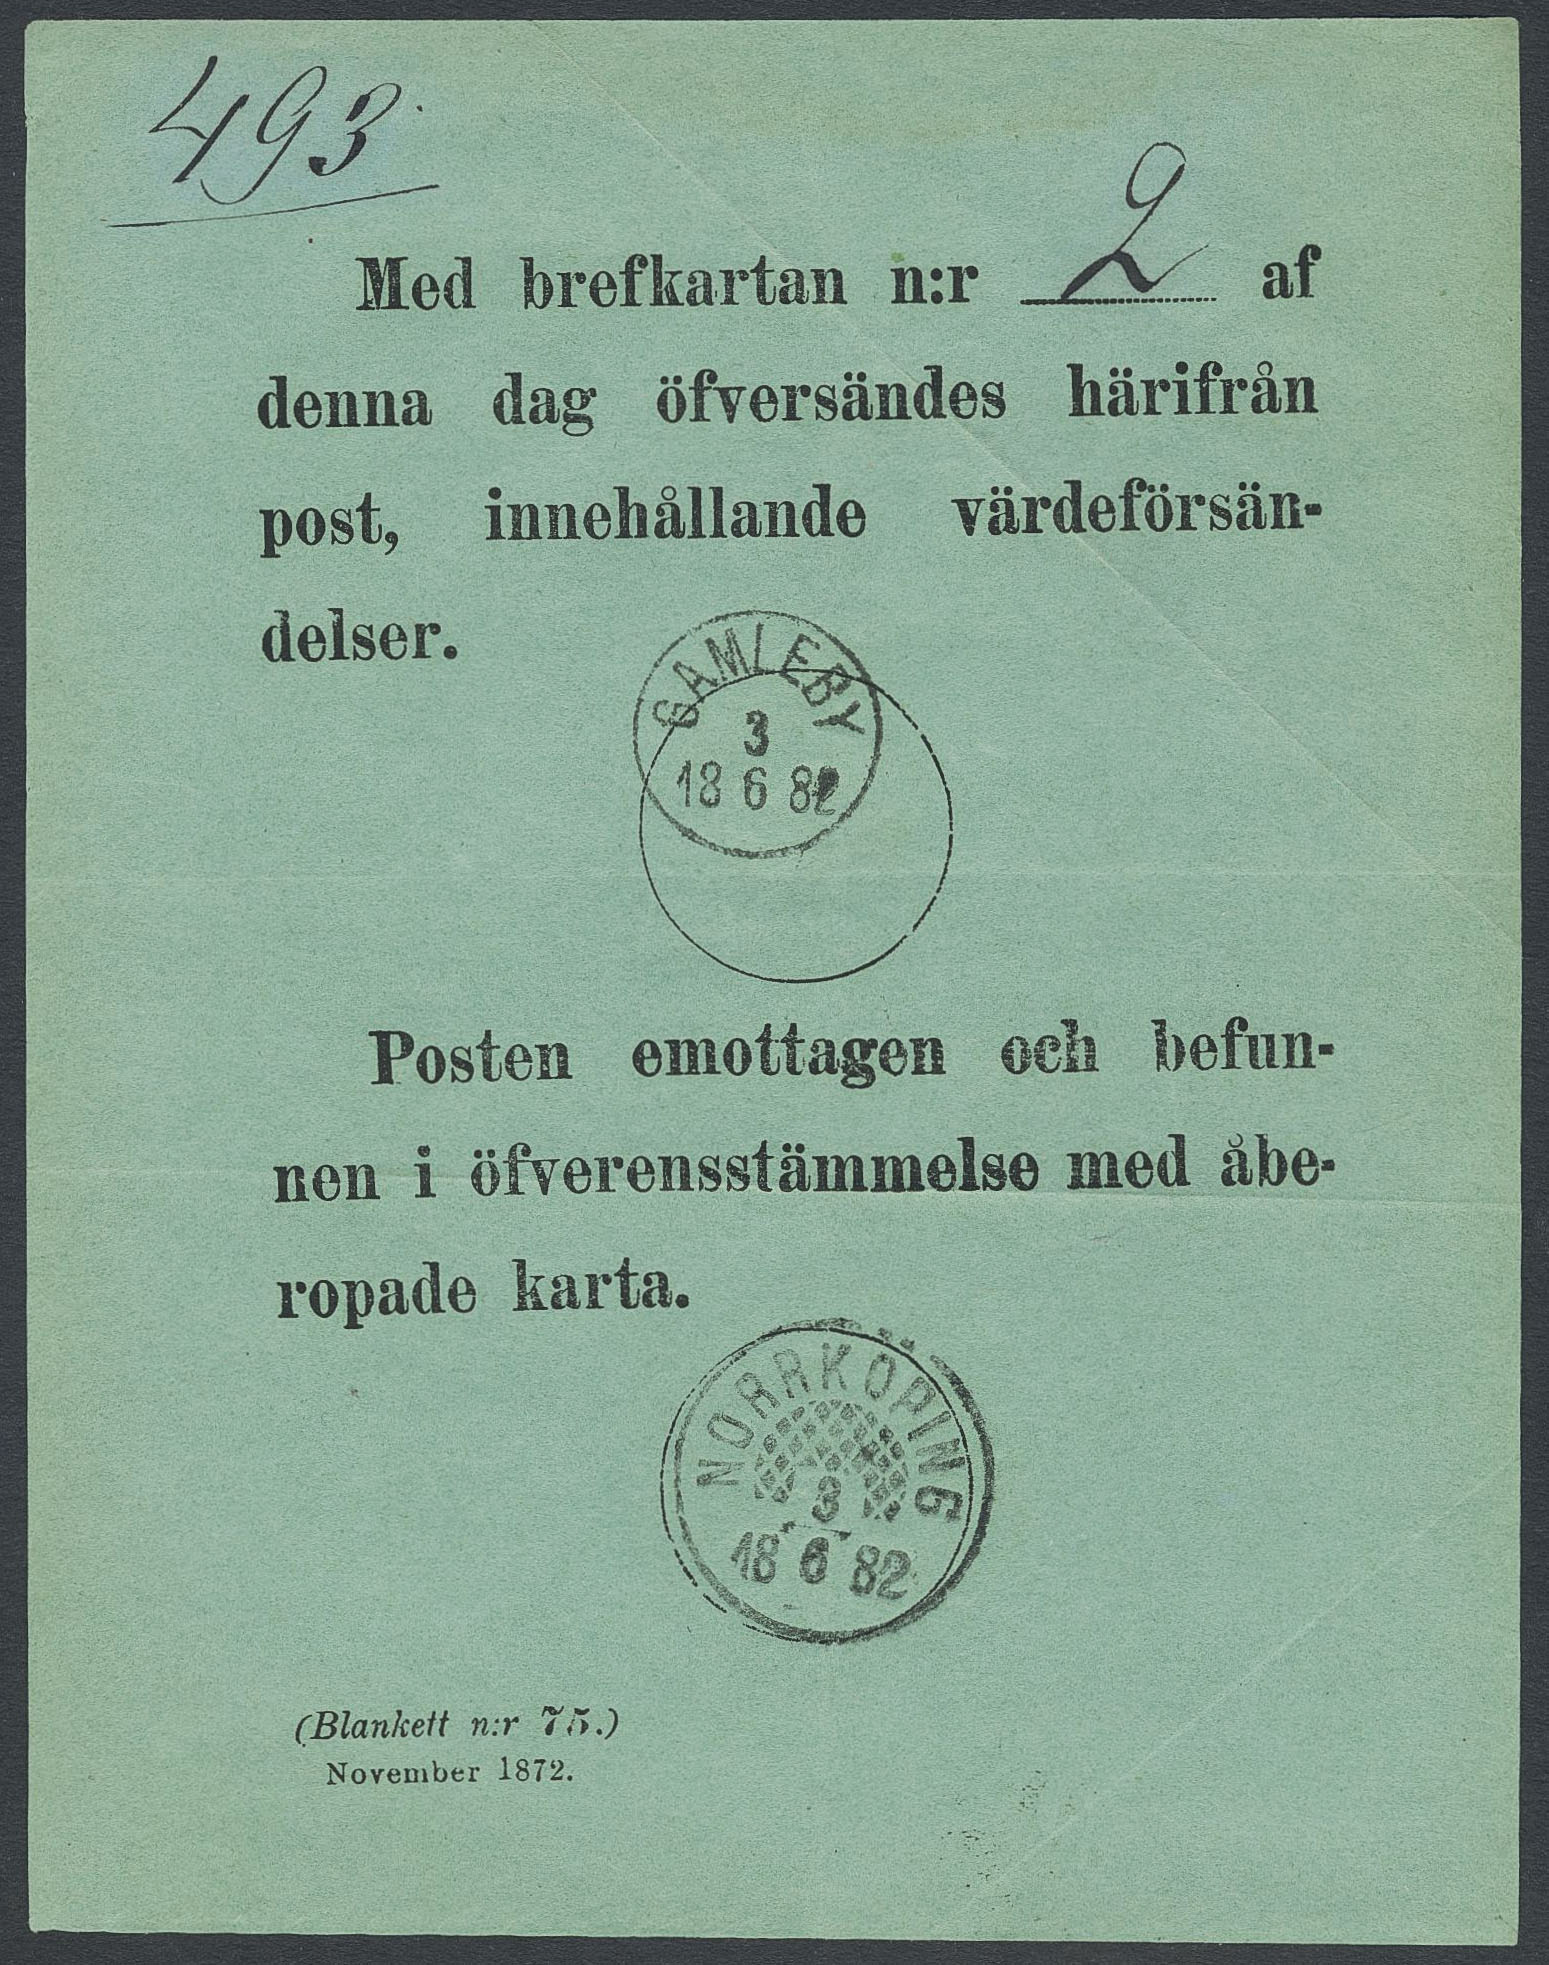 493.
Med brefkartan n:r 2 af
denna dag öfversändes härifrån
post, innehållande värdeförsän-
delser.
GAMLEBY
3
18 6 82
Posten emottagen och befun-
nen i öfverensstämmelse med åbe-
ropade karta.
NORRKÖPING
3
18 6 82
(Blankett n:r 75.)
November 1872.